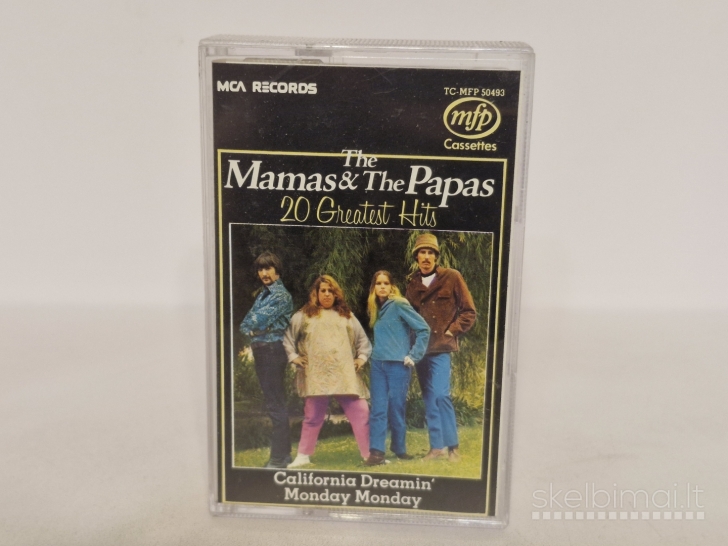 MCA RECORDS
TC-MFP 50493
mfp
Cassettes
The
Mamas & The Papas
20 Greatest Hits
California Dreamin'
Monday Monday
skelbimai.lt